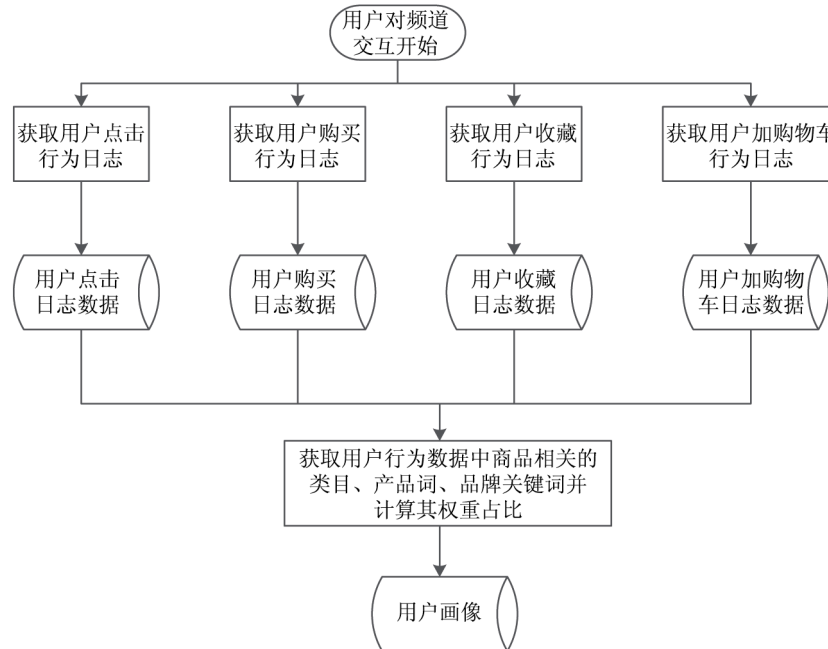 用户对频道
交互开始
获取用户点击
行为日志
获取用户购买
行为日志
获取用户收藏
行为日志
获取用户加购物车
行为日志
用户点击
日志数据
用户购买
日志数据
用户收藏
日志数据
用户加购物
车日志数据
获取用户行为数据中商品相关的
类目、产品词、品牌关键词并
计算其权重占比
用户画像